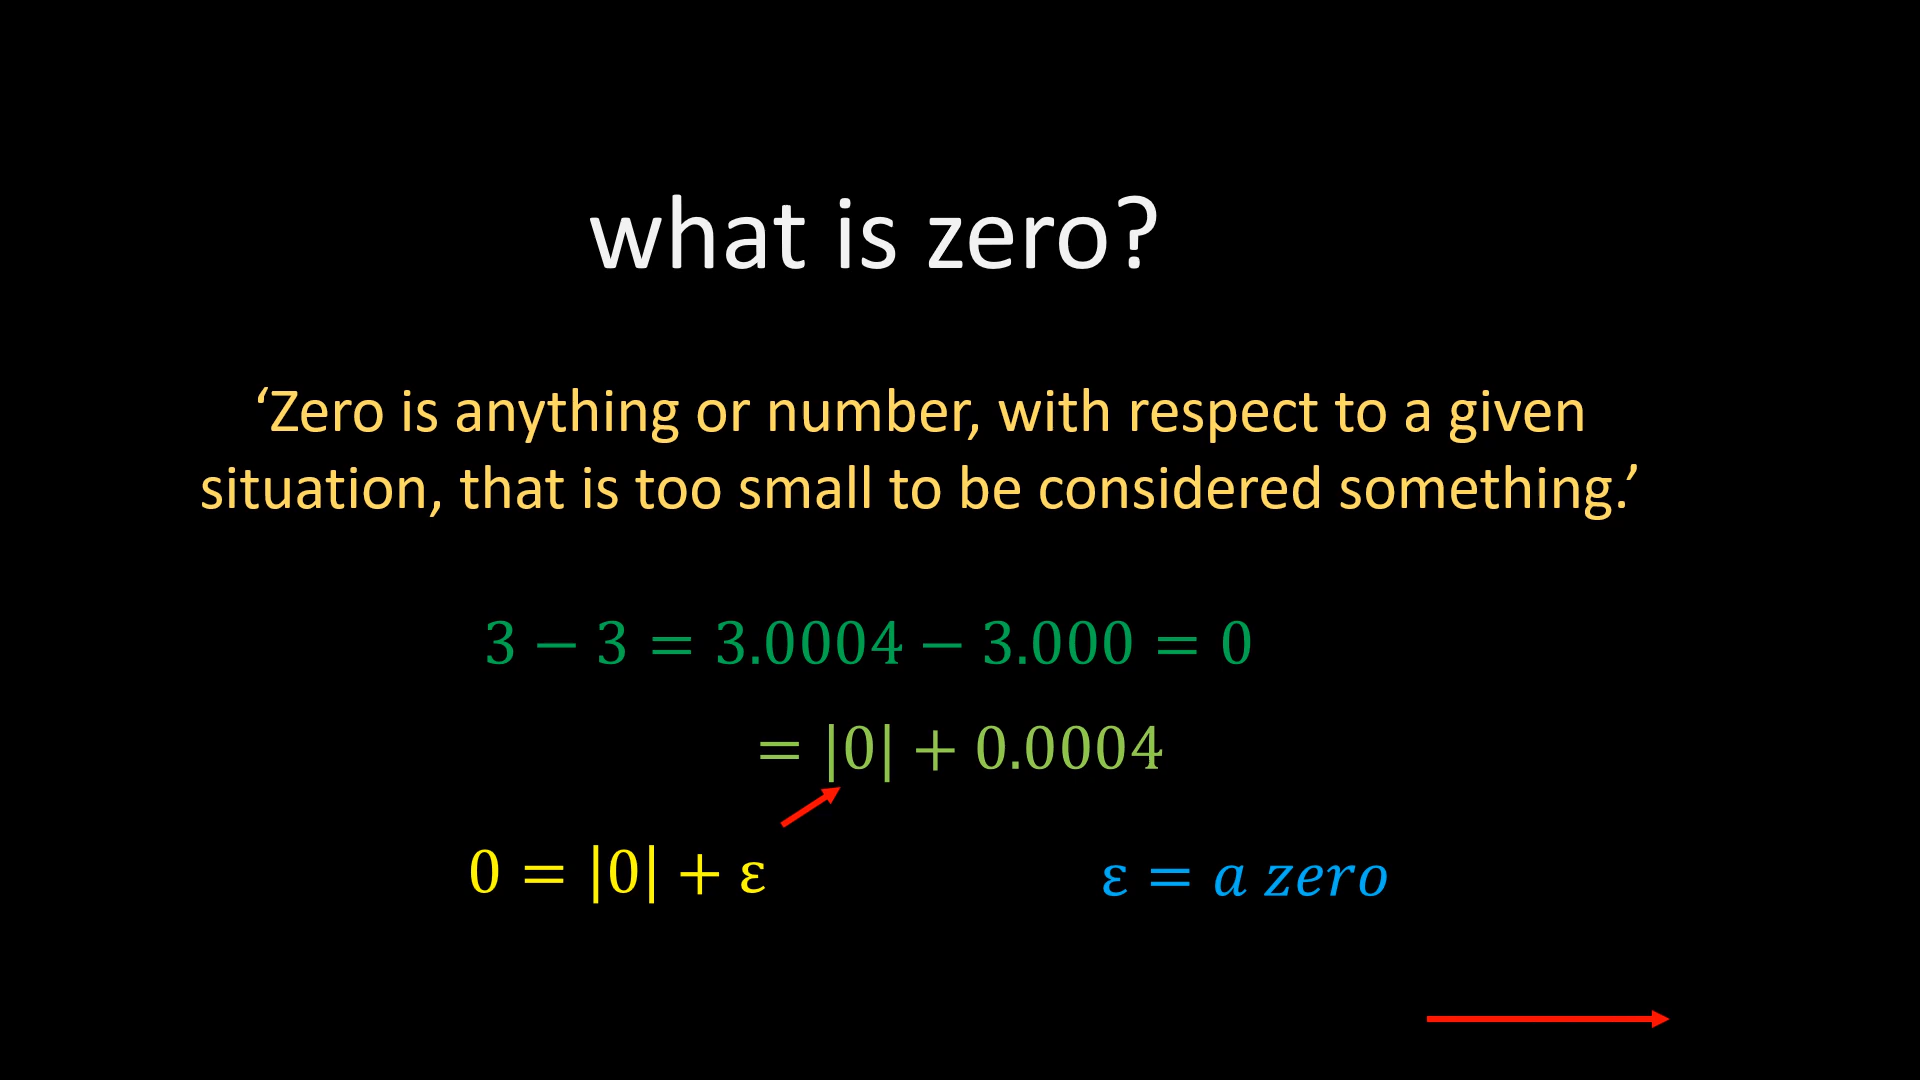 what is zero?
‘Zero is anything or number, with respect to a given
situation, that is too small to be considered something.’
3 − 3 = 3.0004 − 3.000 = 0
= |0| + 0.0004
0 = |0| + ε
ε = a zero